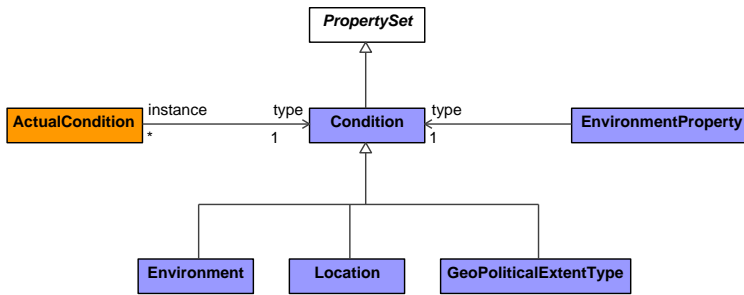 PropertySet
instance type type
ActualCondition Condition EnvironmentProperty
* 1 1
Environment Location GeoPoliticalExtentType